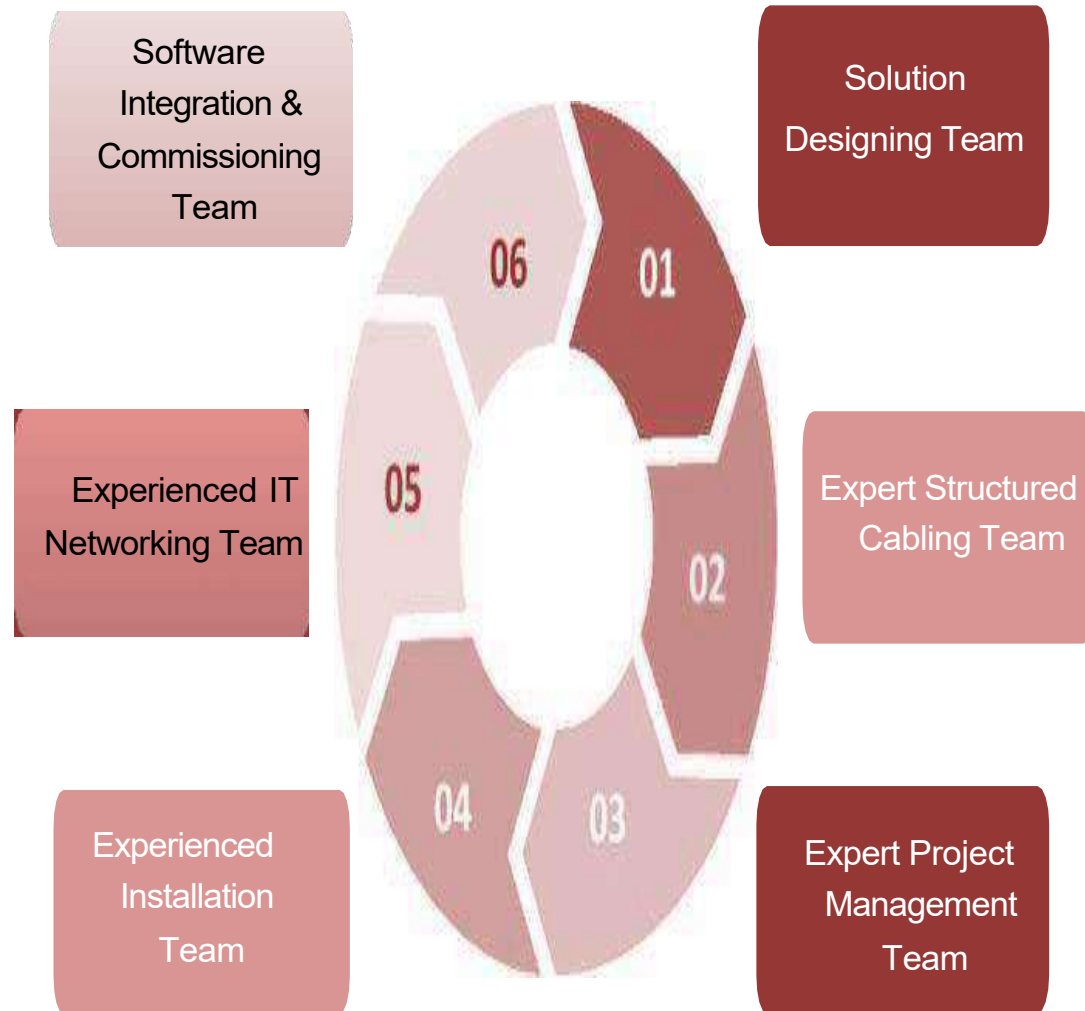 Software
Integration &
Commissioning
Team
Solution
Designing Team
06
01
Experienced IT
Networking Team
05
02
Expert Structured
Cabling Team
04
03
Experienced
Installation
Team
Expert Project
Management
Team